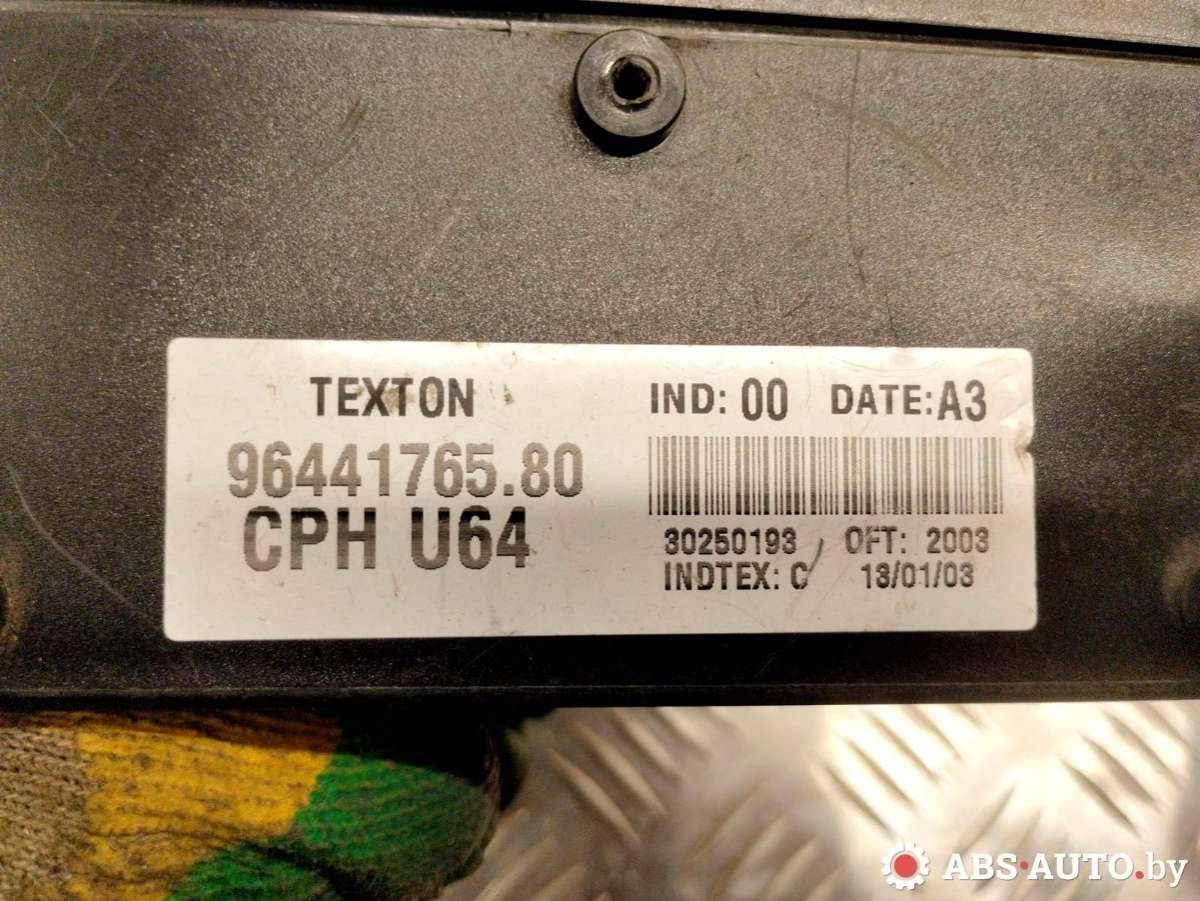 TEXTON
96441765.80
CPH U64
IND: 00 DATE: A3
30250193 OFT: 2003
INDTEX: C 13/01/03
ABS·AUTO.by